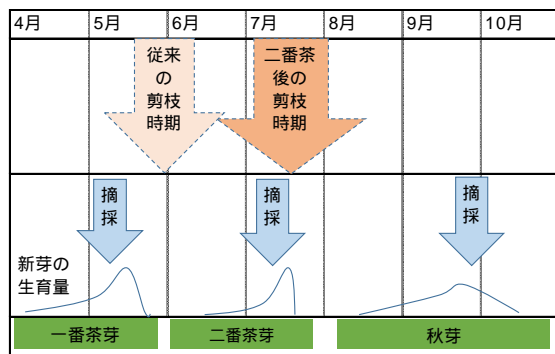 4月 5月 6月 7月 8月 9月 10月
従来
の
剪枝
時期
二番茶
後の
剪枝
時期
摘
採
摘
採
摘
採
新芽の
生育量
一番茶芽 二番茶芽 秋芽